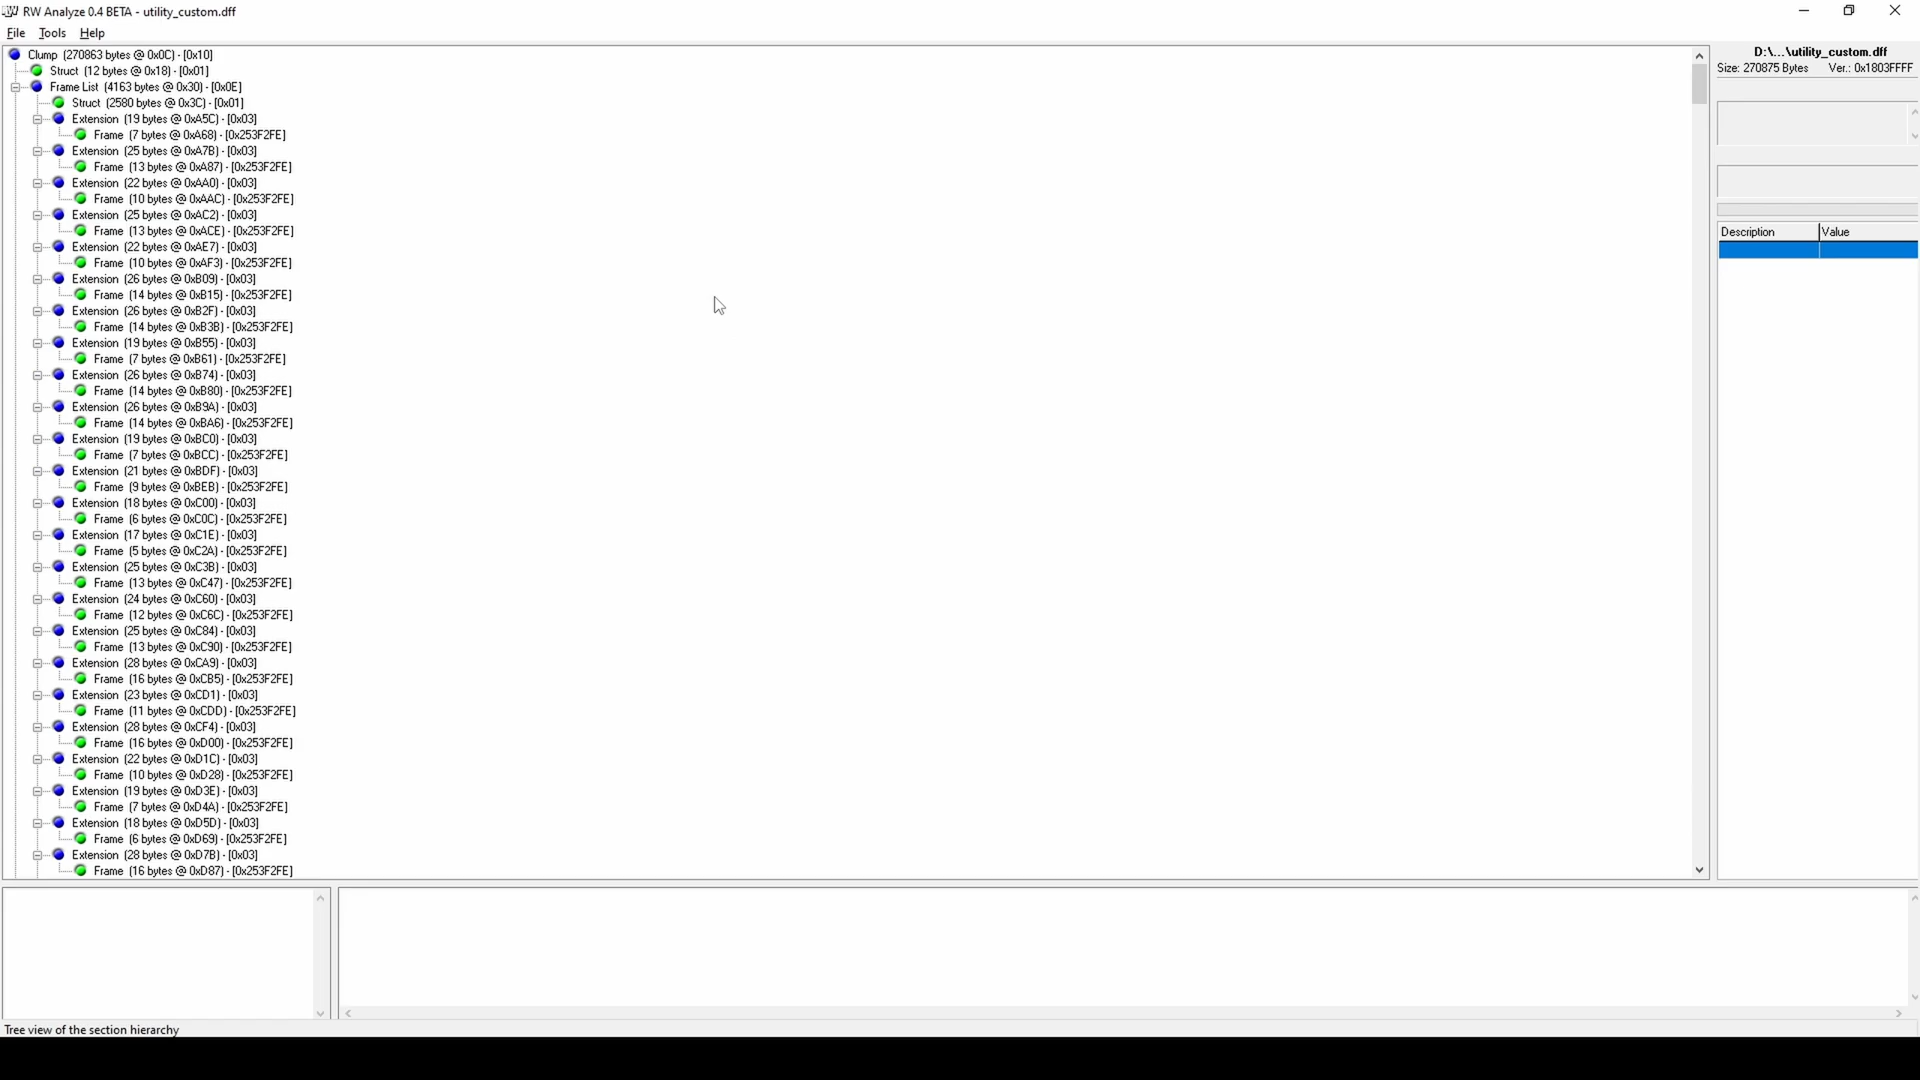 RW Analyze 0.4 BETA - utility_custom.dff
File Tools Help
Clump (270863 bytes @ 0x0C) - [0x10]
Struct (12 bytes @ 0x18) - [0x01]
Frame List (4163 bytes @ 0x30) - [0x0E]
Struct (2580 bytes @ 0x3C) - [0x01]
Extension (19 bytes @ 0xA5C) - [0x03]
Frame (7 bytes @ 0xA68) - [0x253F2FE]
Extension (25 bytes @ 0xA7B) - [0x03]
Frame (13 bytes @ 0xA87) - [0x253F2FE]
Extension (22 bytes @ 0xAA0) - [0x03]
Frame (10 bytes @ 0xAAC) - [0x253F2FE]
Extension (25 bytes @ 0xAC2) - [0x03]
Frame (13 bytes @ 0xACE) - [0x253F2FE]
Extension (22 bytes @ 0xAE7) - [0x03]
Frame (10 bytes @ 0xAF3) - [0x253F2FE]
Extension (26 bytes @ 0xB09) - [0x03]
Frame (14 bytes @ 0xB15) - [0x253F2FE]
Extension (26 bytes @ 0xB2F) - [0x03]
Frame (14 bytes @ 0xB3B) - [0x253F2FE]
Extension (19 bytes @ 0xB55) - [0x03]
Frame (7 bytes @ 0xB61) - [0x253F2FE]
Extension (26 bytes @ 0xB74) - [0x03]
Frame (14 bytes @ 0xB80) - [0x253F2FE]
Extension (26 bytes @ 0xB9A) - [0x03]
Frame (14 bytes @ 0xBA6) - [0x253F2FE]
Extension (19 bytes @ 0xBC0) - [0x03]
Frame (7 bytes @ 0xBCC) - [0x253F2FE]
Extension (21 bytes @ 0xBDF) - [0x03]
Frame (9 bytes @ 0xBEB) - [0x253F2FE]
Extension (18 bytes @ 0xC00) - [0x03]
Frame (6 bytes @ 0xC0C) - [0x253F2FE]
Extension (17 bytes @ 0xC1E) - [0x03]
Frame (5 bytes @ 0xC2A) - [0x253F2FE]
Extension (25 bytes @ 0xC3B) - [0x03]
Frame (13 bytes @ 0xC47) - [0x253F2FE]
Extension (24 bytes @ 0xC60) - [0x03]
Frame (12 bytes @ 0xC6C) - [0x253F2FE]
Extension (25 bytes @ 0xC84) - [0x03]
Frame (13 bytes @ 0xC90) - [0x253F2FE]
Extension (28 bytes @ 0xCA9) - [0x03]
Frame (16 bytes @ 0xCB5) - [0x253F2FE]
Extension (23 bytes @ 0xCD1) - [0x03]
Frame (11 bytes @ 0xCDD) - [0x253F2FE]
Extension (28 bytes @ 0xCF4) - [0x03]
Frame (16 bytes @ 0xD00) - [0x253F2FE]
Extension (22 bytes @ 0xD1C) - [0x03]
Frame (10 bytes @ 0xD28) - [0x253F2FE]
Extension (19 bytes @ 0xD3E) - [0x03]
Frame (7 bytes @ 0xD4A) - [0x253F2FE]
Extension (18 bytes @ 0xD5D) - [0x03]
Frame (6 bytes @ 0xD69) - [0x253F2FE]
Extension (28 bytes @ 0xD7B) - [0x03]
Frame (16 bytes @ 0xD87) - [0x253F2FE]
D:\...\utility_custom.dff
Size: 270875 Bytes Ver.: 0x1803FFFF
Description Value
Tree view of the section hierarchy